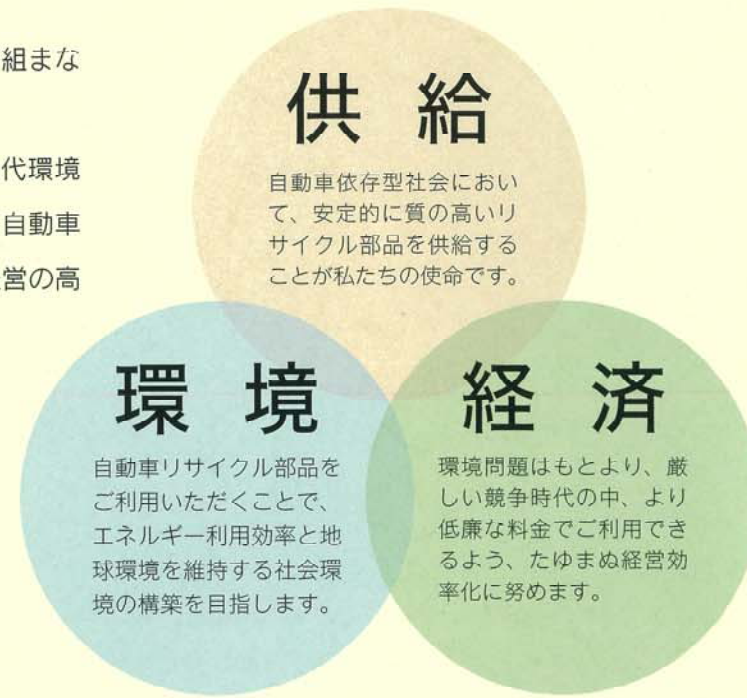 組まな
代環境
自動車
営の高
供給
自動車依存型社会におい
て、安定的に質の高いリ
サイクル部品を供給する
ことが私たちの使命です。
環境
自動車リサイクル部品を
ご利用いただくことで、
エネルギー利用効率と地
球環境を維持する社会環
境の構築を目指します。
経済
環境問題はもとより、厳
しい競争時代の中、より
低廉な料金でご利用でき
るよう、たゆまぬ経営効
率化に努めます。